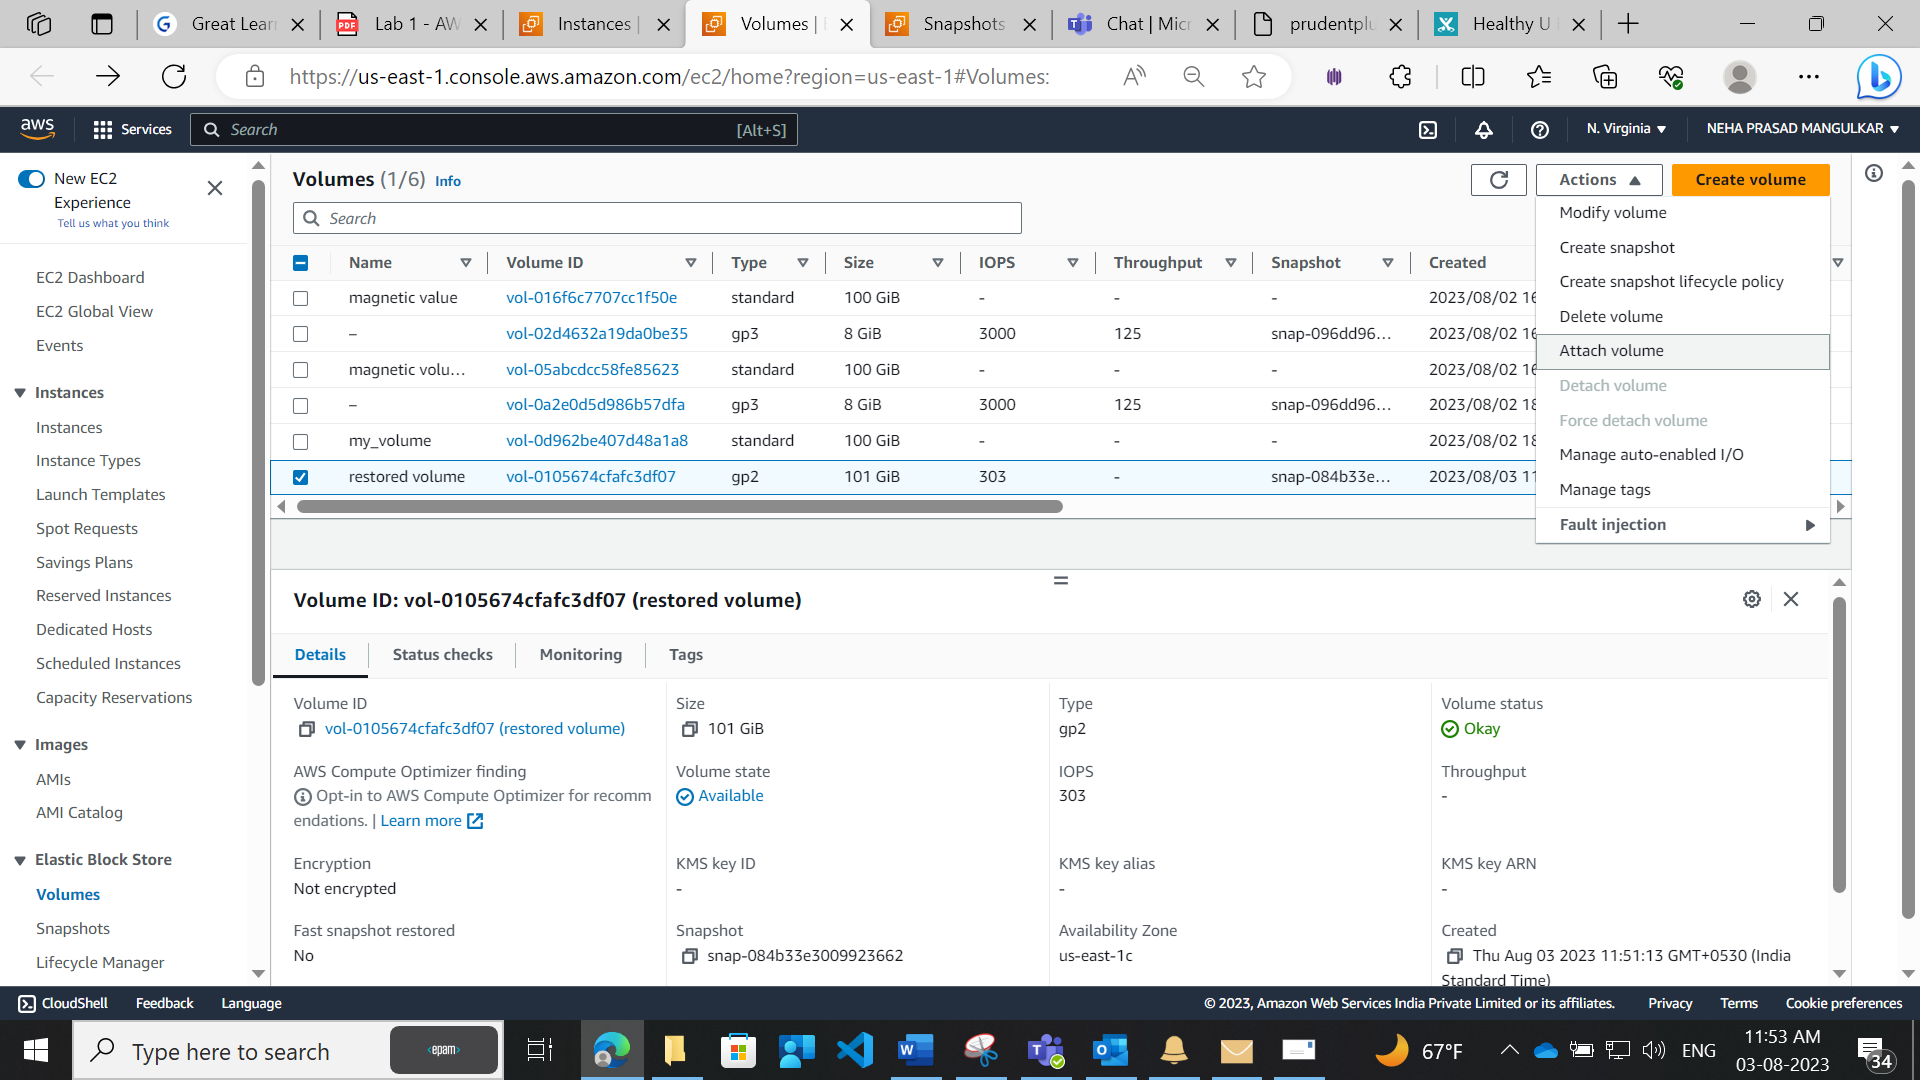 Great Lear
Lab 1 - AW
Instances |
Volumes | E
Snapshots
Chat | Micr
prudentplu
Healthy U
https://us-east-1.console.aws.amazon.com/ec2/home?region=us-east-1#Volumes:
aws
Services
Search
[Alt+S]
N. Virginia
NEHA PRASAD MANGULKAR
New EC2
Experience
Tell us what you think
EC2 Dashboard
EC2 Global View
Events
Instances
Instances
Instance Types
Launch Templates
Spot Requests
Savings Plans
Reserved Instances
Dedicated Hosts
Scheduled Instances
Capacity Reservations
Images
AMIs
AMI Catalog
Elastic Block Store
Volumes
Snapshots
Lifecycle Manager
Volumes (1/6) Info
Actions
Create volume
Search
Name Volume ID Type Size IOPS Throughput Snapshot Created
magnetic value vol-016f6c7707cc1f50e standard 100 GiB - - - 2023/08/02 16
– vol-02d4632a19da0be35 gp3 8 GiB 3000 125 snap-096dd96... 2023/08/02 16
magnetic volu... vol-05abcdcc58fe85623 standard 100 GiB - - - 2023/08/02 16
– vol-0a2e0d5d986b57dfa gp3 8 GiB 3000 125 snap-096dd96... 2023/08/02 18
my_volume vol-0d962be407d48a1a8 standard 100 GiB - - - 2023/08/02 18
restored volume vol-0105674cfafc3df07 gp2 101 GiB 303 - snap-084b33e... 2023/08/03 11
Modify volume
Create snapshot
Create snapshot lifecycle policy
Delete volume
Attach volume
Detach volume
Force detach volume
Manage auto-enabled I/O
Manage tags
Fault injection
Volume ID: vol-0105674cfafc3df07 (restored volume)
Details Status checks Monitoring Tags
Volume ID
vol-0105674cfafc3df07 (restored volume)
Size
101 GiB
Type
gp2
Volume status
Okay
AWS Compute Optimizer finding
Opt-in to AWS Compute Optimizer for recomm
endations. | Learn more
Volume state
Available
IOPS
303
Throughput
-
Encryption
Not encrypted
KMS key ID
-
KMS key alias
-
KMS key ARN
-
Fast snapshot restored
No
Snapshot
snap-084b33e3009923662
Availability Zone
us-east-1c
Created
Thu Aug 03 2023 11:51:13 GMT+0530 (India
Standard Time)
CloudShell Feedback Language
© 2023, Amazon Web Services India Private Limited or its affiliates. Privacy Terms Cookie preferences
Type here to search
<epam>
67°F
ENG
11:53 AM
03-08-2023
34